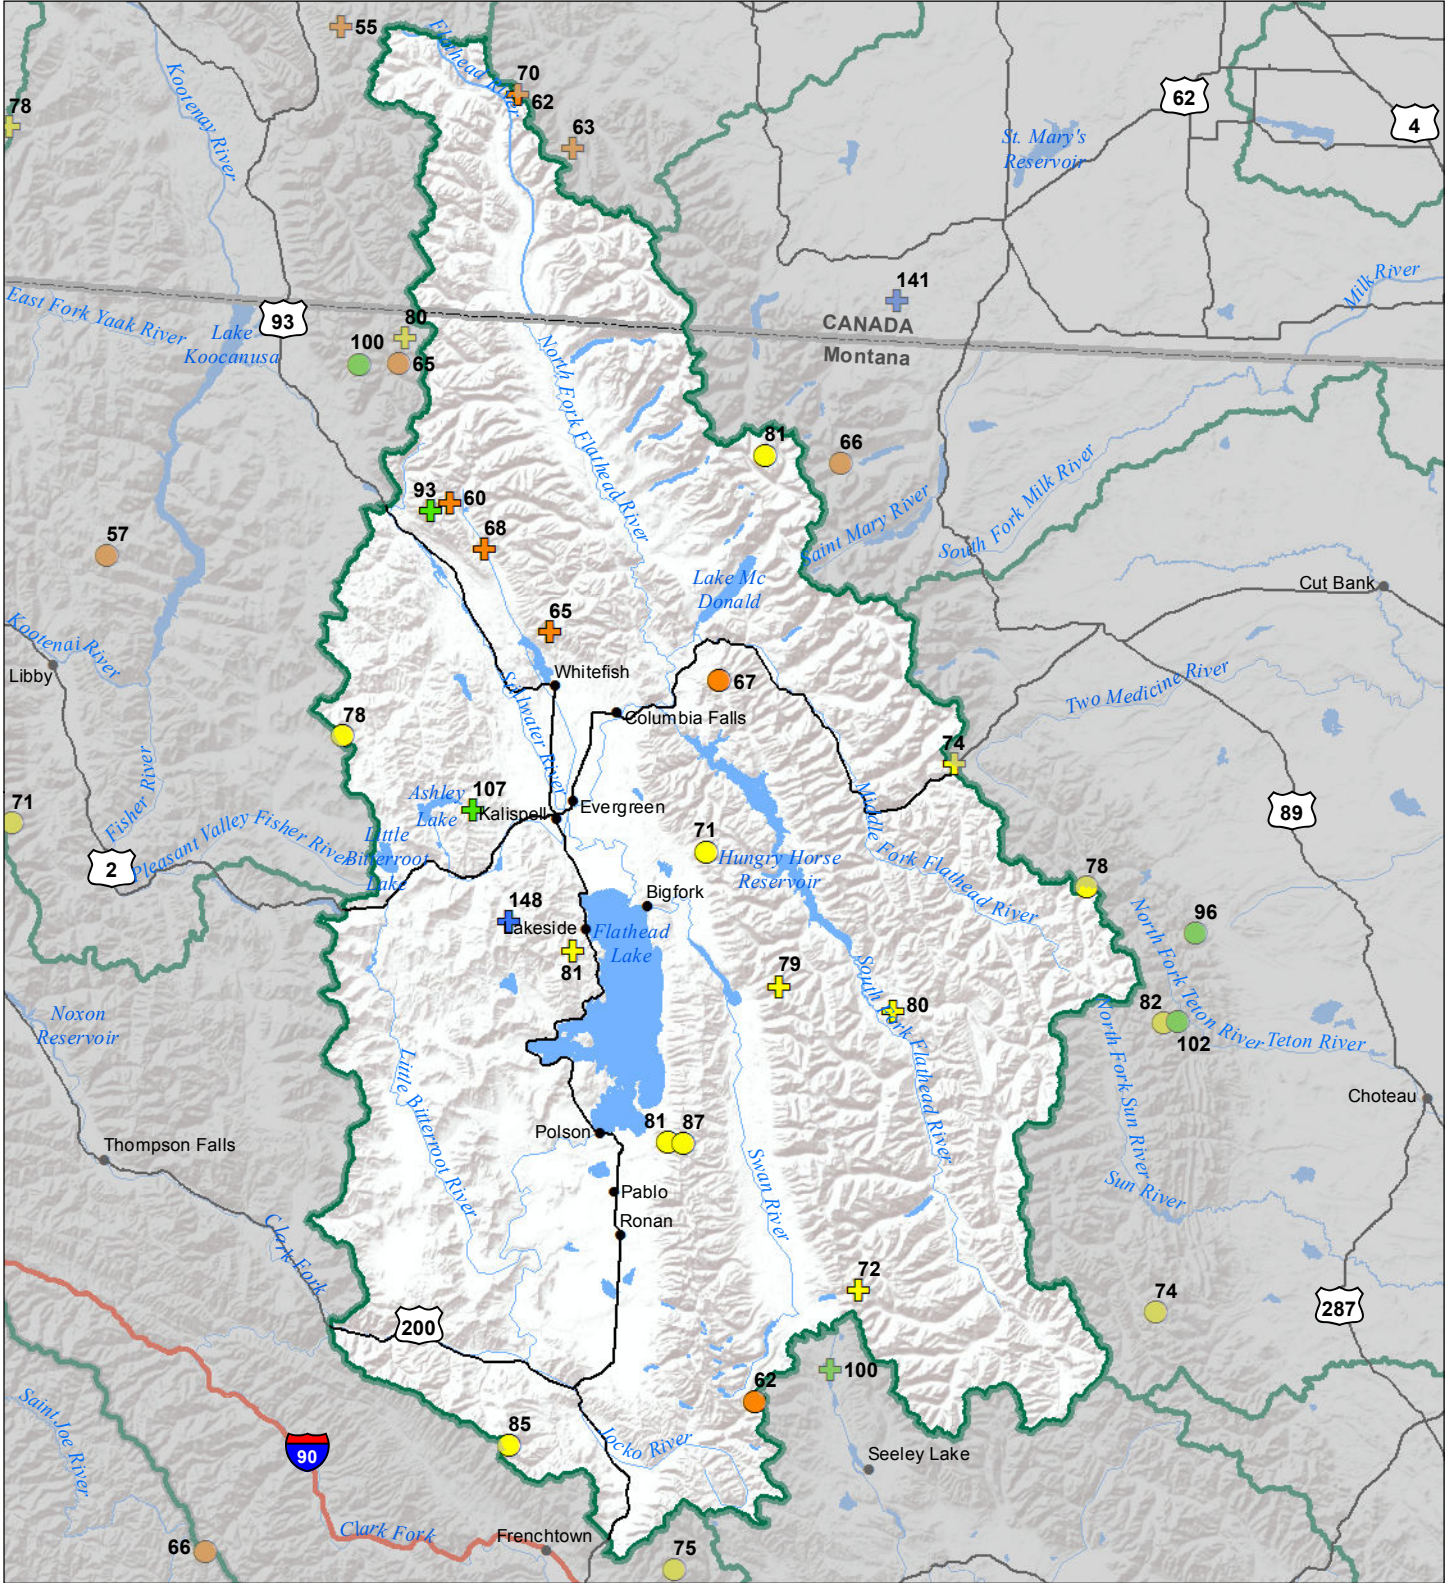 55
Flathead River
70
62
63
78
Kootenay River
62
4
St. Mary's
Reservoir
141
CANADA
Montana
Milk River
East Fork Yaak River
93
Lake
Koocanusa
80
100
65
North Fork Flathead River
81
66
South Fork Milk River
Saint Mary River
93
60
68
57
Lake Mc
Donald
Cut Bank
Kootenai River
Libby
65
Whitefish
67
Two Medicine River
Columbia Falls
Stillwater River
78
74
71
Fisher River
Ashley
Lake
107
Kalispell
Evergreen
89
Middle Fork Flathead River
2
Pleasant Valley Fisher River
Little
Bitterroot
Lake
71
Hungry Horse
Reservoir
78
148
Bigfork
Lakeside
Flathead
Lake
81
96
North Fork Teton River
79
80
South Fork Flathead River
82
102
Teton River
Noxon
Reservoir
North Fork Sun River
Little Bitterroot River
Choteau
Thompson Falls
Polson
81
87
Swan River
Pablo
Sun River
Ronan
Clark Fork
72
74
287
200
100
62
Saint Joe River
85
Jocko River
90
Seeley Lake
Clark Fork
Frenchtown
66
75